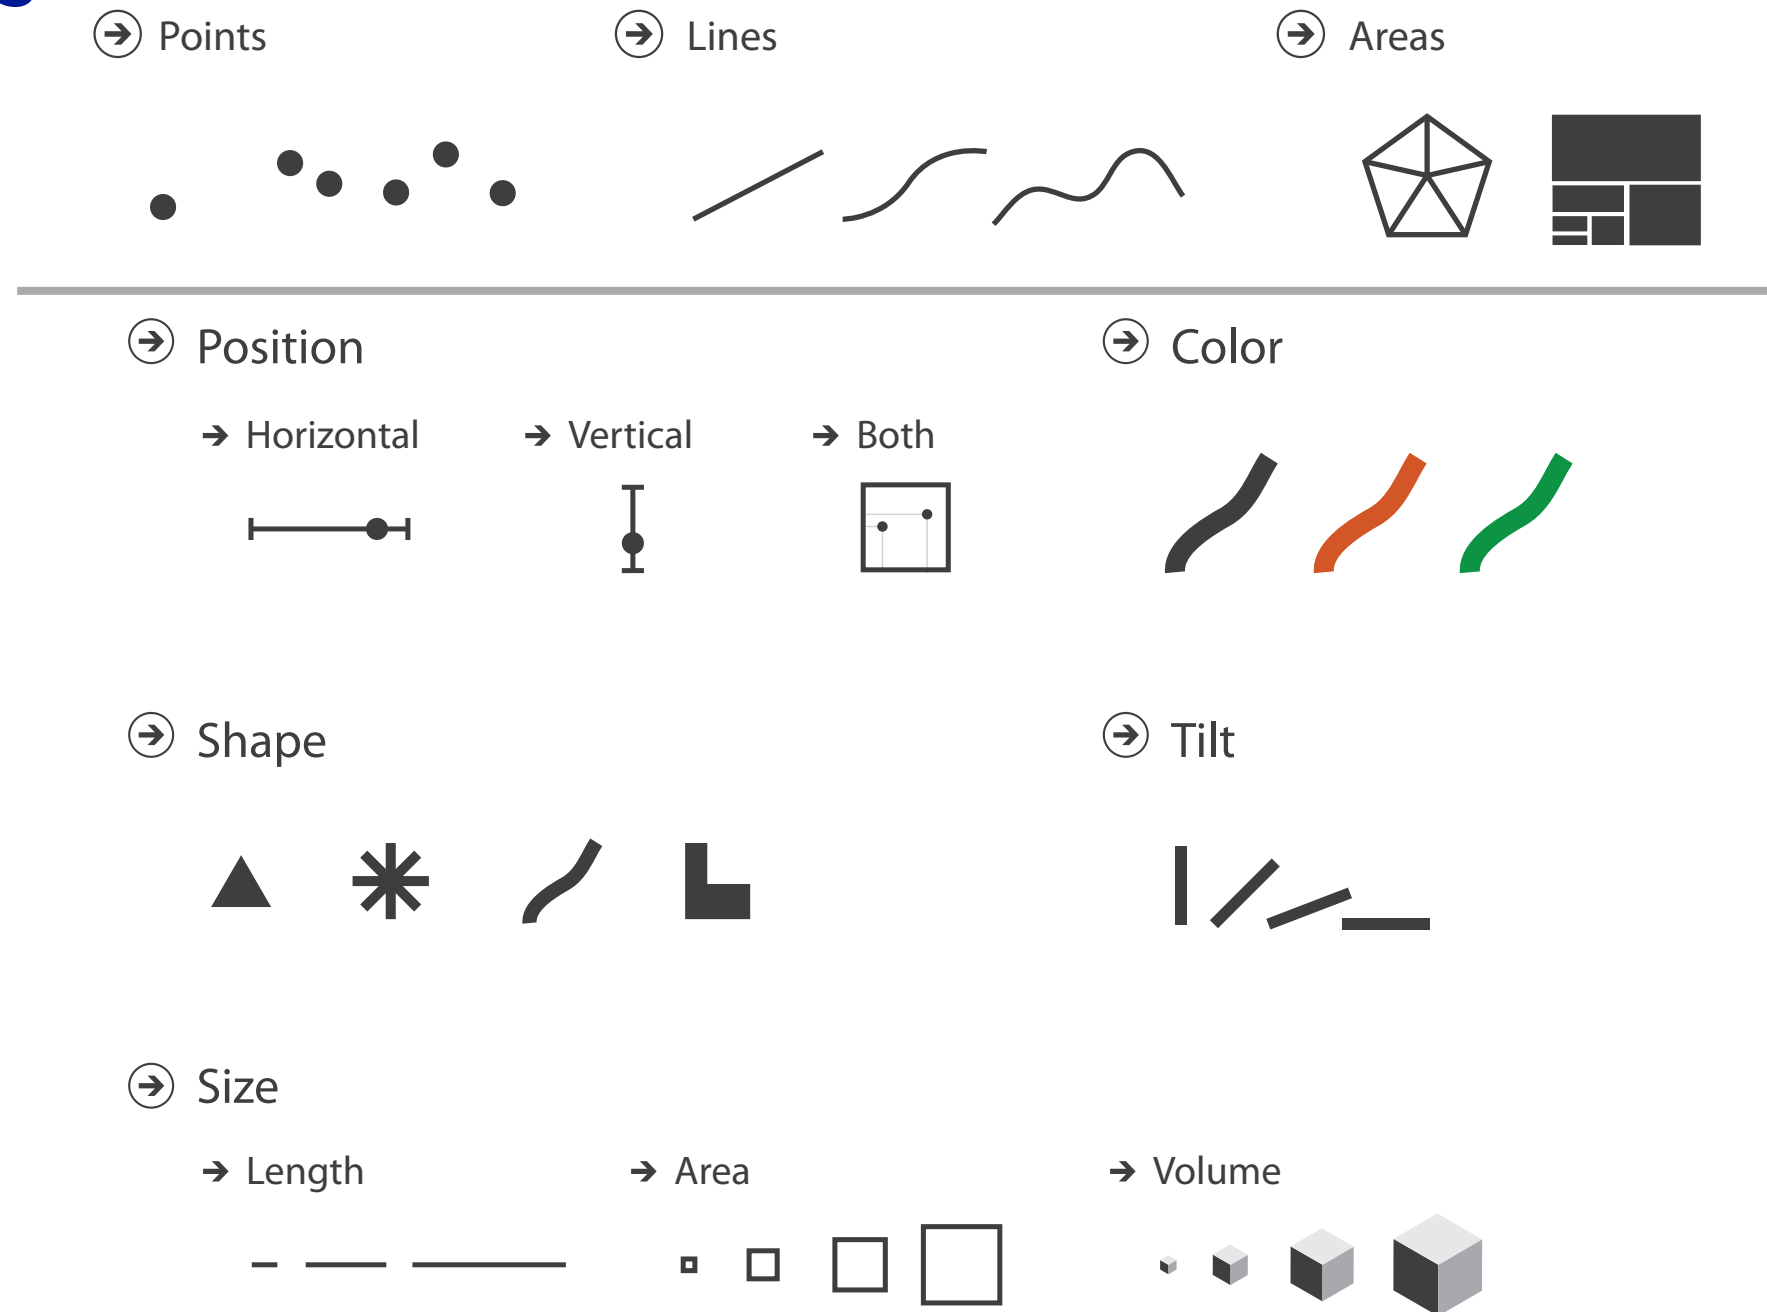 Points
Lines
Areas
Position
Color
Horizontal
Vertical
Both
Shape
Tilt
Size
Length
Area
Volume